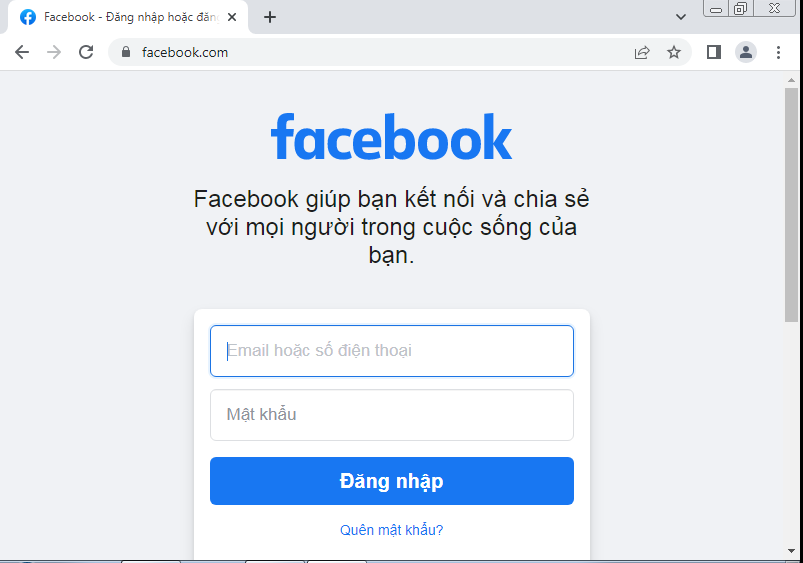 Facebook - Đăng nhập hoặc đăn
facebook.com
facebook
Facebook giúp bạn kết nối và chia sẻ
với mọi người trong cuộc sống của
bạn.
Email hoặc số điện thoại
Mật khẩu
Đăng nhập
Quên mật khẩu?